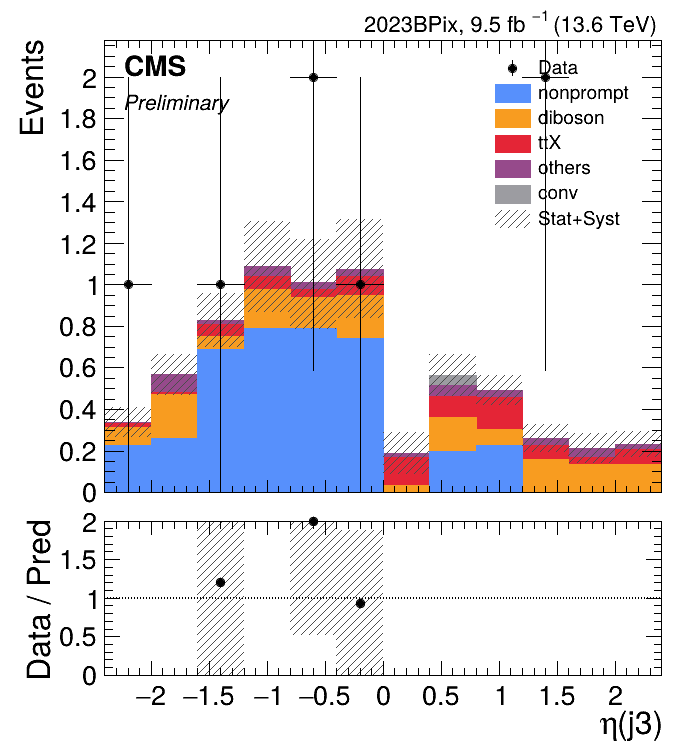 2023BPix, 9.5 fb⁻¹ (13.6 TeV)
CMS
Preliminary
Events
Data
nonprompt
diboson
ttX
others
conv
Stat+Syst
2
1.8
1.6
1.4
1.2
1
0.8
0.6
0.4
0.2
0
Data / Pred
2
1.5
1
0.5
0
−2 −1.5 −1 −0.5 0 0.5 1 1.5 2
η(j3)